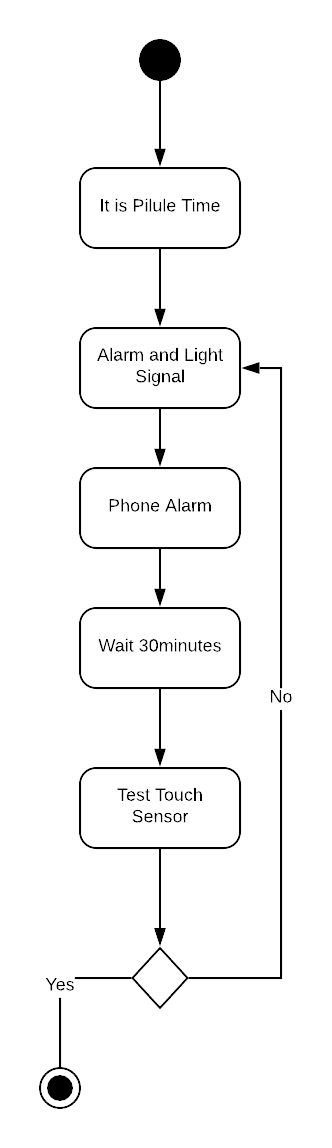 It is Pilule Time
Alarm and Light
Signal
Phone Alarm
Wait 30minutes
No
Test Touch
Sensor
Yes